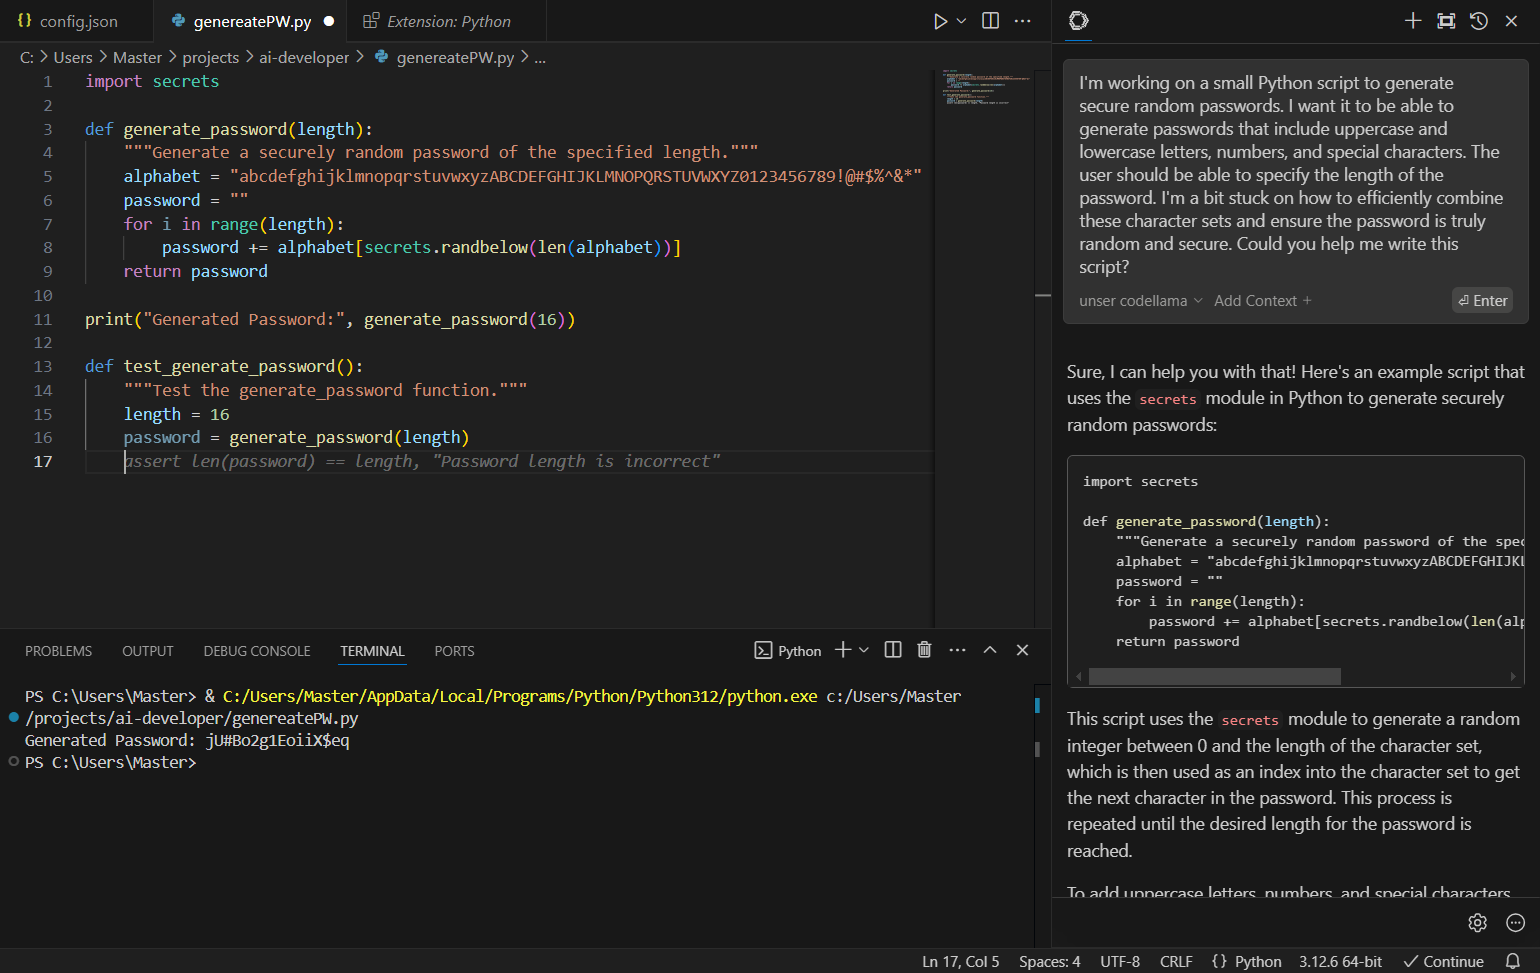 config.json
genereatePW.py
Extension: Python
C: > Users > Master > projects > ai-developer > genereatePW.py > ...
1 import secrets
2
3 def generate_password(length):
4 """Generate a securely random password of the specified length."""
5 alphabet = "abcdefghijklmnopqrstuvwxyzABCDEFGHIJKLMNOPQRSTUVWXYZ0123456789!@#$%^&*"
6 password = ""
7 for i in range(length):
8 password += alphabet[secrets.randbelow(len(alphabet))]
9 return password
10
11 print("Generated Password:", generate_password(16))
12
13 def test_generate_password():
14 """Test the generate_password function."""
15 length = 16
16 password = generate_password(length)
17 assert len(password) == length, "Password length is incorrect"
PROBLEMS OUTPUT DEBUG CONSOLE TERMINAL PORTS
Python
PS C:\Users\Master> & C:/Users/Master/AppData/Local/Programs/Python/Python312/python.exe c:/Users/Master
/projects/ai-developer/genereatePW.py
Generated Password: jU#Bo2g1EoiiX$eq
PS C:\Users\Master>
I'm working on a small Python script to generate
secure random passwords. I want it to be able to
generate passwords that include uppercase and
lowercase letters, numbers, and special characters. The
user should be able to specify the length of the
password. I'm a bit stuck on how to efficiently combine
these character sets and ensure the password is truly
random and secure. Could you help me write this
script?
unser codellama Add Context +
⏎ Enter
Sure, I can help you with that! Here's an example script that
uses the secrets module in Python to generate securely
random passwords:
import secrets
def generate_password(length):
"""Generate a securely random password of the spec
alphabet = "abcdefghijklmnopqrstuvwxyzABCDEFGHIJKL
password = ""
for i in range(length):
password += alphabet[secrets.randbelow(len(alp
return password
This script uses the secrets module to generate a random
integer between 0 and the length of the character set,
which is then used as an index into the character set to get
the next character in the password. This process is
repeated until the desired length for the password is
reached.
To add uppercase letters, numbers, and special characters
Ln 17, Col 5 Spaces: 4 UTF-8 CRLF {} Python 3.12.6 64-bit ✓ Continue